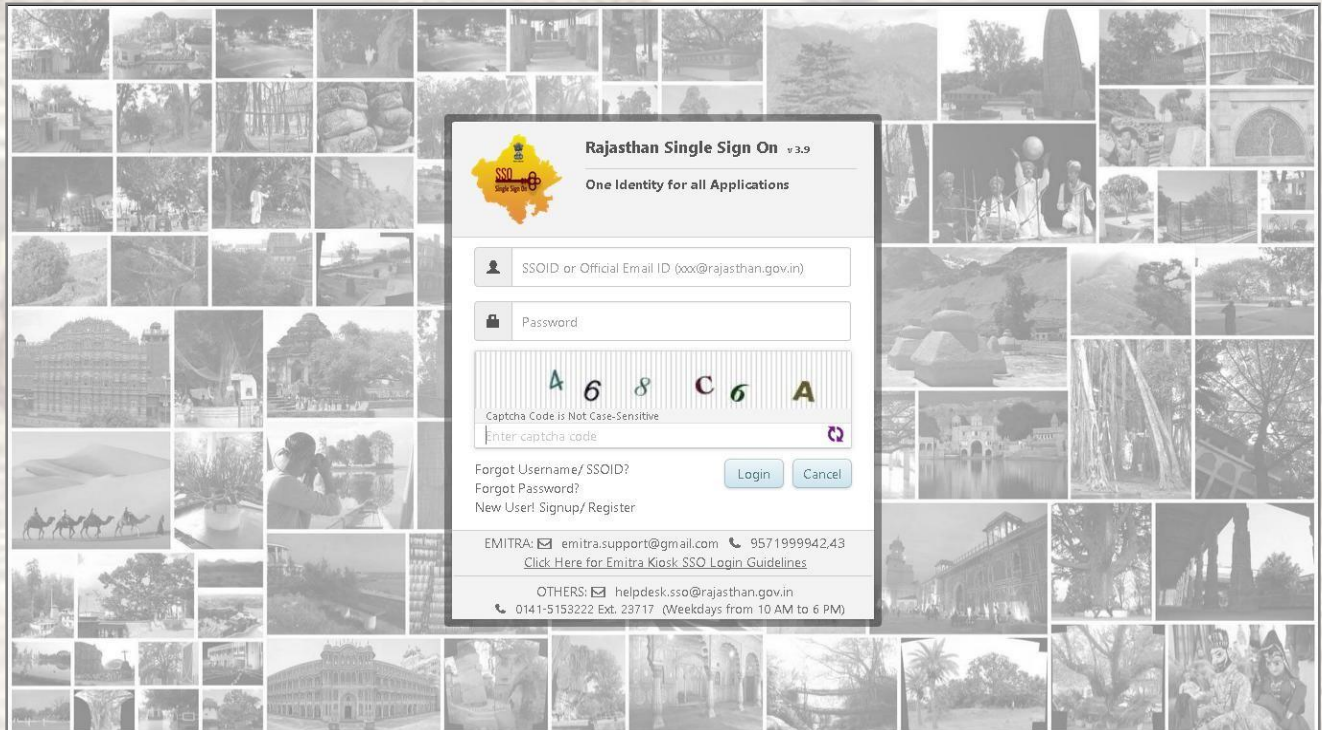 SSO
Single Sign On
Rajasthan Single Sign On v 3.9
One Identity for all Applications
SSOID or Official Email ID (xxx@rajasthan.gov.in)
Password
4 6 8 C 6 A
Captcha Code is Not Case-Sensitive
Enter captcha code
Forgot Username/ SSOID?
Login Cancel
Forgot Password?
New User! Signup/ Register
EMITRA: emitra.support@gmail.com 9571999942,43
Click Here for Emitra Kiosk SSO Login Guidelines
OTHERS: helpdesk.sso@rajasthan.gov.in
0141-5153222 Ext. 23717 (Weekdays from 10 AM to 6 PM)